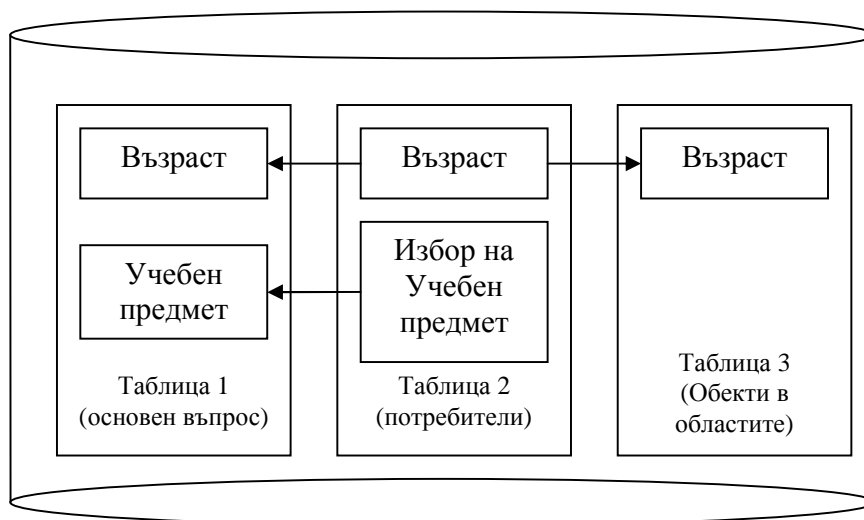 Възраст
Учебен
предмет
Таблица 1
(основен въпрос)
Възраст
Избор на
Учебен
предмет
Таблица 2
(потребители)
Възраст
Таблица 3
(Обекти в
областите)